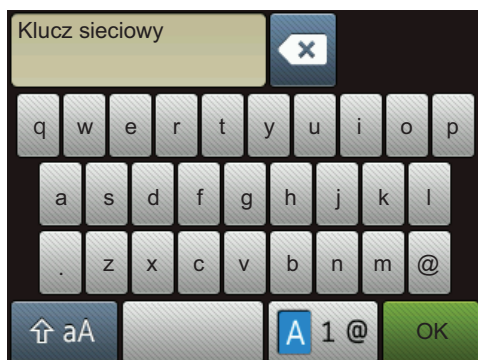 Klucz sieciowy
q w e r t y u i o p
a s d f g h j k l
. z x c v b n m @
aA A 1 @ OK